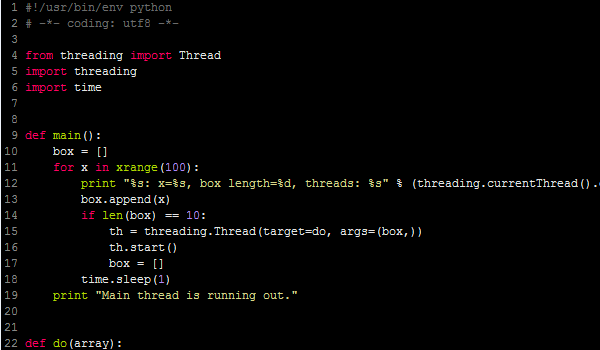 1 #!/usr/bin/env python
2 # -*- coding: utf8 -*-
3
4 from threading import Thread
5 import threading
6 import time
7
8
9 def main():
10     box = []
11     for x in xrange(100):
12         print "%s: x=%s, box length=%d, threads: %s" % (threading.currentThread().
13         box.append(x)
14         if len(box) == 10:
15             th = threading.Thread(target=do, args=(box,))
16             th.start()
17             box = []
18         time.sleep(1)
19     print "Main thread is running out."
20
21
22 def do(array):